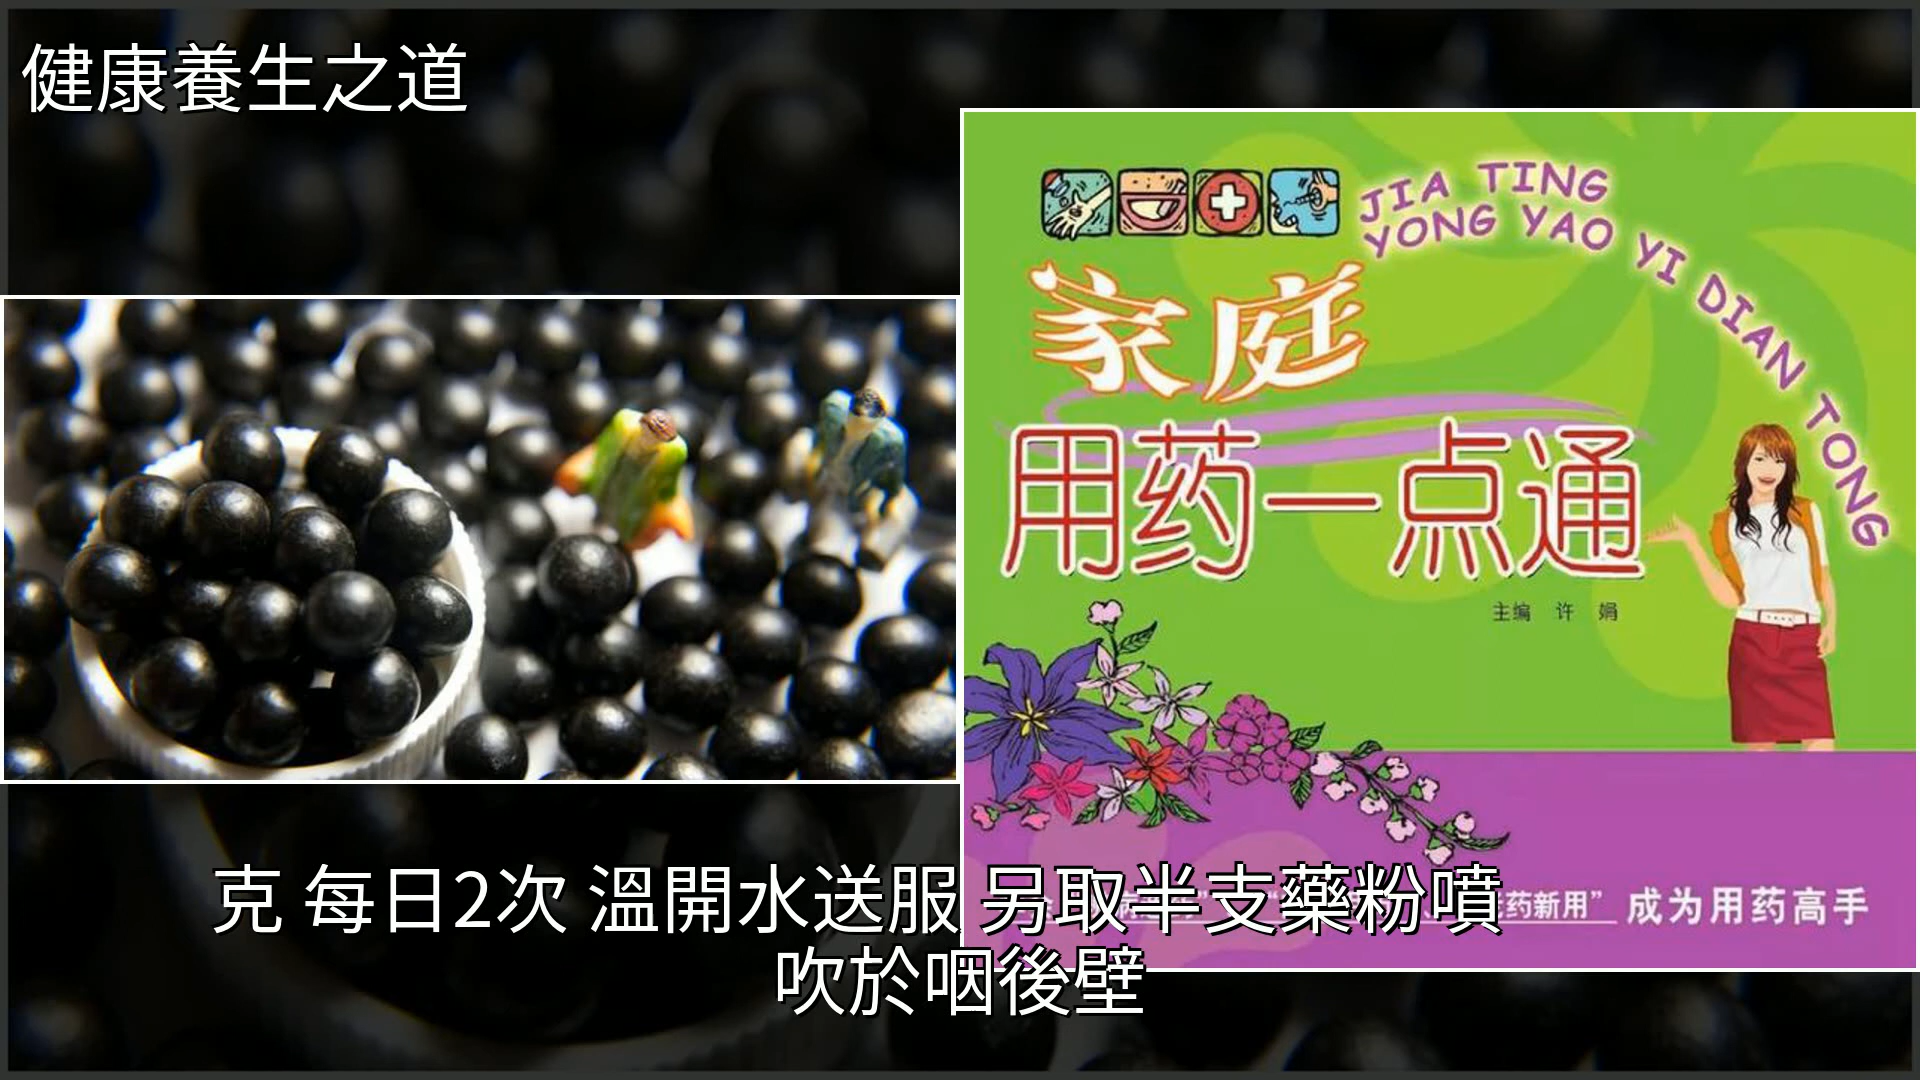 健康養生之道
JIA TING
YONG YAO YI DIAN TONG
家庭
用药一点通
主编 许 娟
药新用” 成为用药高手
克 每日2次 溫開水送服 另取半支藥粉噴
吹於咽後壁